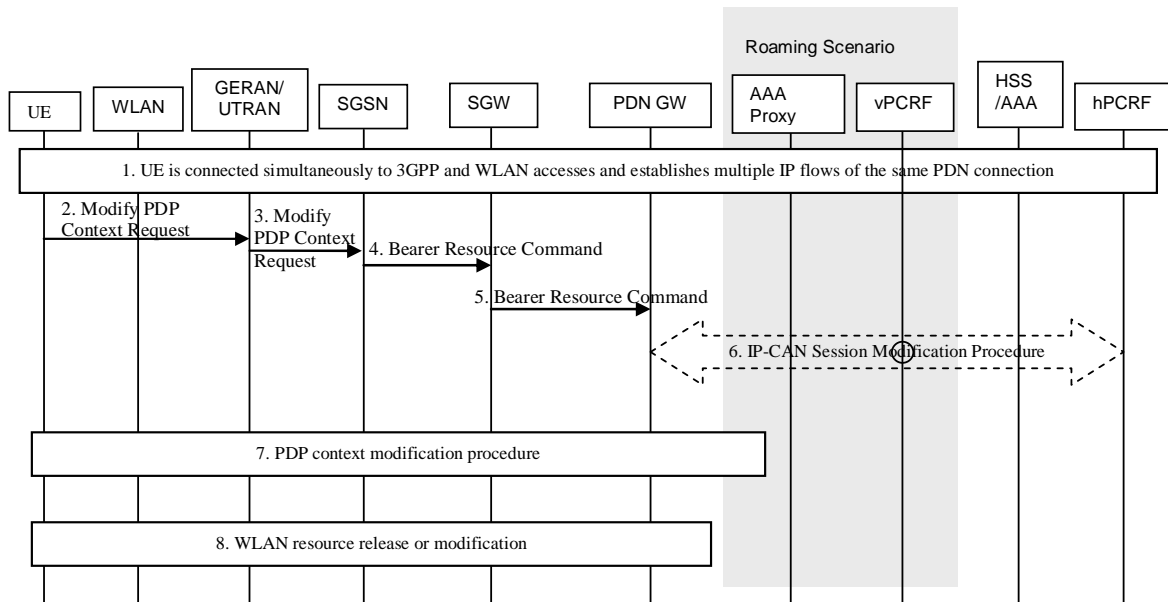 Roaming Scenario
UE
WLAN
GERAN/
UTRAN
SGSN
SGW
PDN GW
AAA
Proxy
vPCRF
HSS
/AAA
hPCRF
1. UE is connected simultaneously to 3GPP and WLAN accesses and establishes multiple IP flows of the same PDN connection
2. Modify PDP
Context Request
3. Modify
PDP Context
Request
4. Bearer Resource Command
5. Bearer Resource Command
6. IP-CAN Session Modification Procedure
7. PDP context modification procedure
8. WLAN resource release or modification